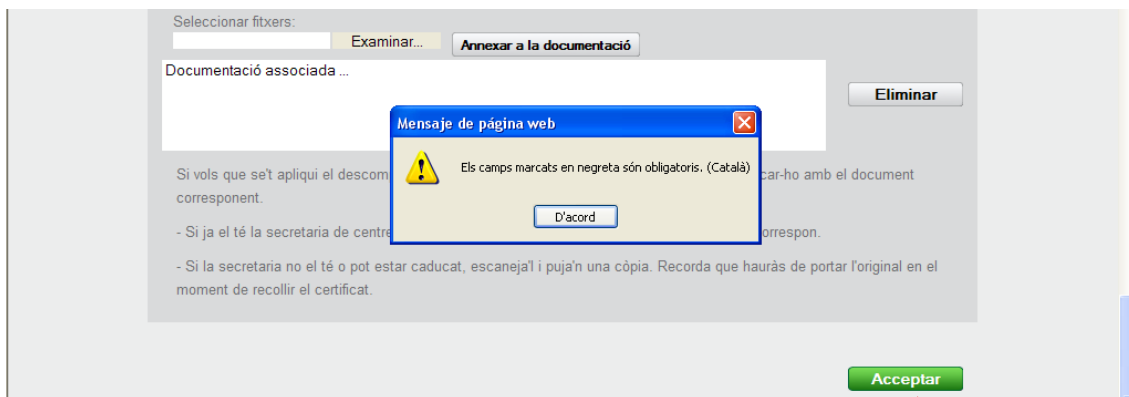 Seleccionar fitxers:
Examinar... Annexar a la documentació
Documentació associada ...
Eliminar
Mensaje de página web
Els camps marcats en negreta són obligatoris. (Català)
D'acord
Si vols que se't apliqui el descom car-ho amb el document
corresponent.
- Si ja el té la secretaria de centre orrespon.
- Si la secretaria no el té o pot estar caducat, escaneja'l i puja'n una còpia. Recorda que hauràs de portar l'original en el
moment de recollir el certificat.
Acceptar